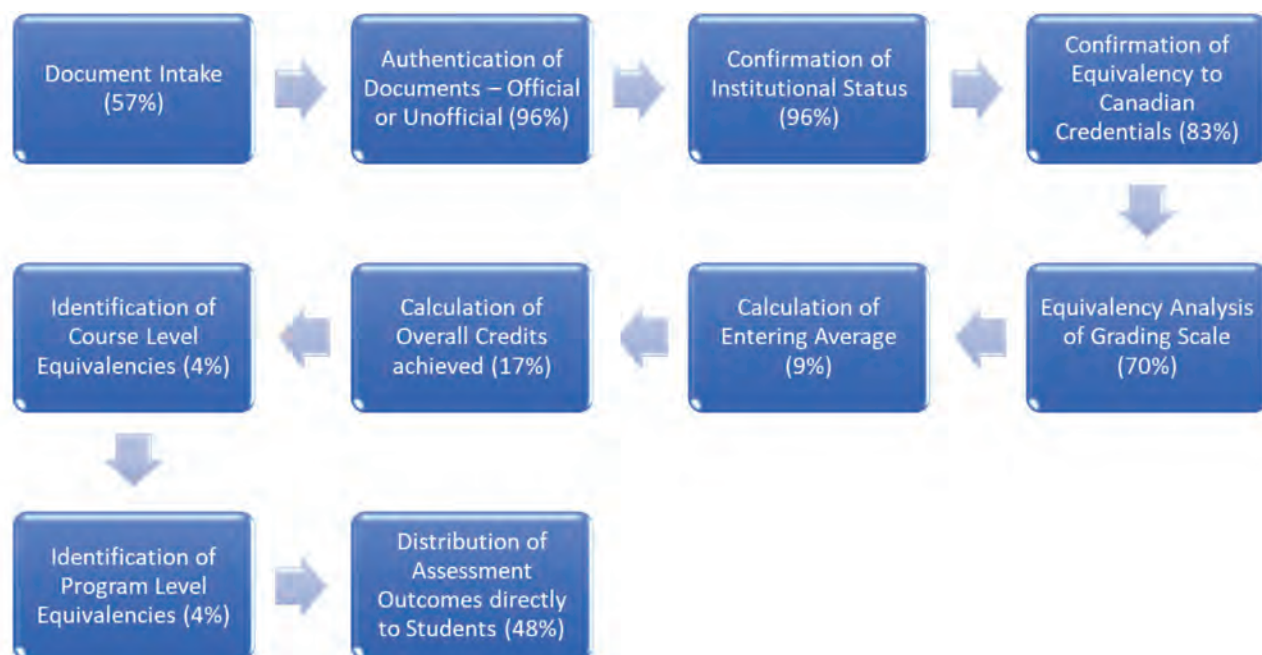 Document Intake
(57%)
Authentication of
Documents – Official
or Unofficial (96%)
Confirmation of
Institutional Status
(96%)
Confirmation of
Equivalency to
Canadian
Credentials (83%)
Equivalency Analysis
of Grading Scale
(70%)
Calculation of
Entering Average
(9%)
Calculation of
Overall Credits
achieved (17%)
Identification of
Course Level
Equivalencies (4%)
Identification of
Program Level
Equivalencies (4%)
Distribution of
Assessment
Outcomes directly
to Students (48%)